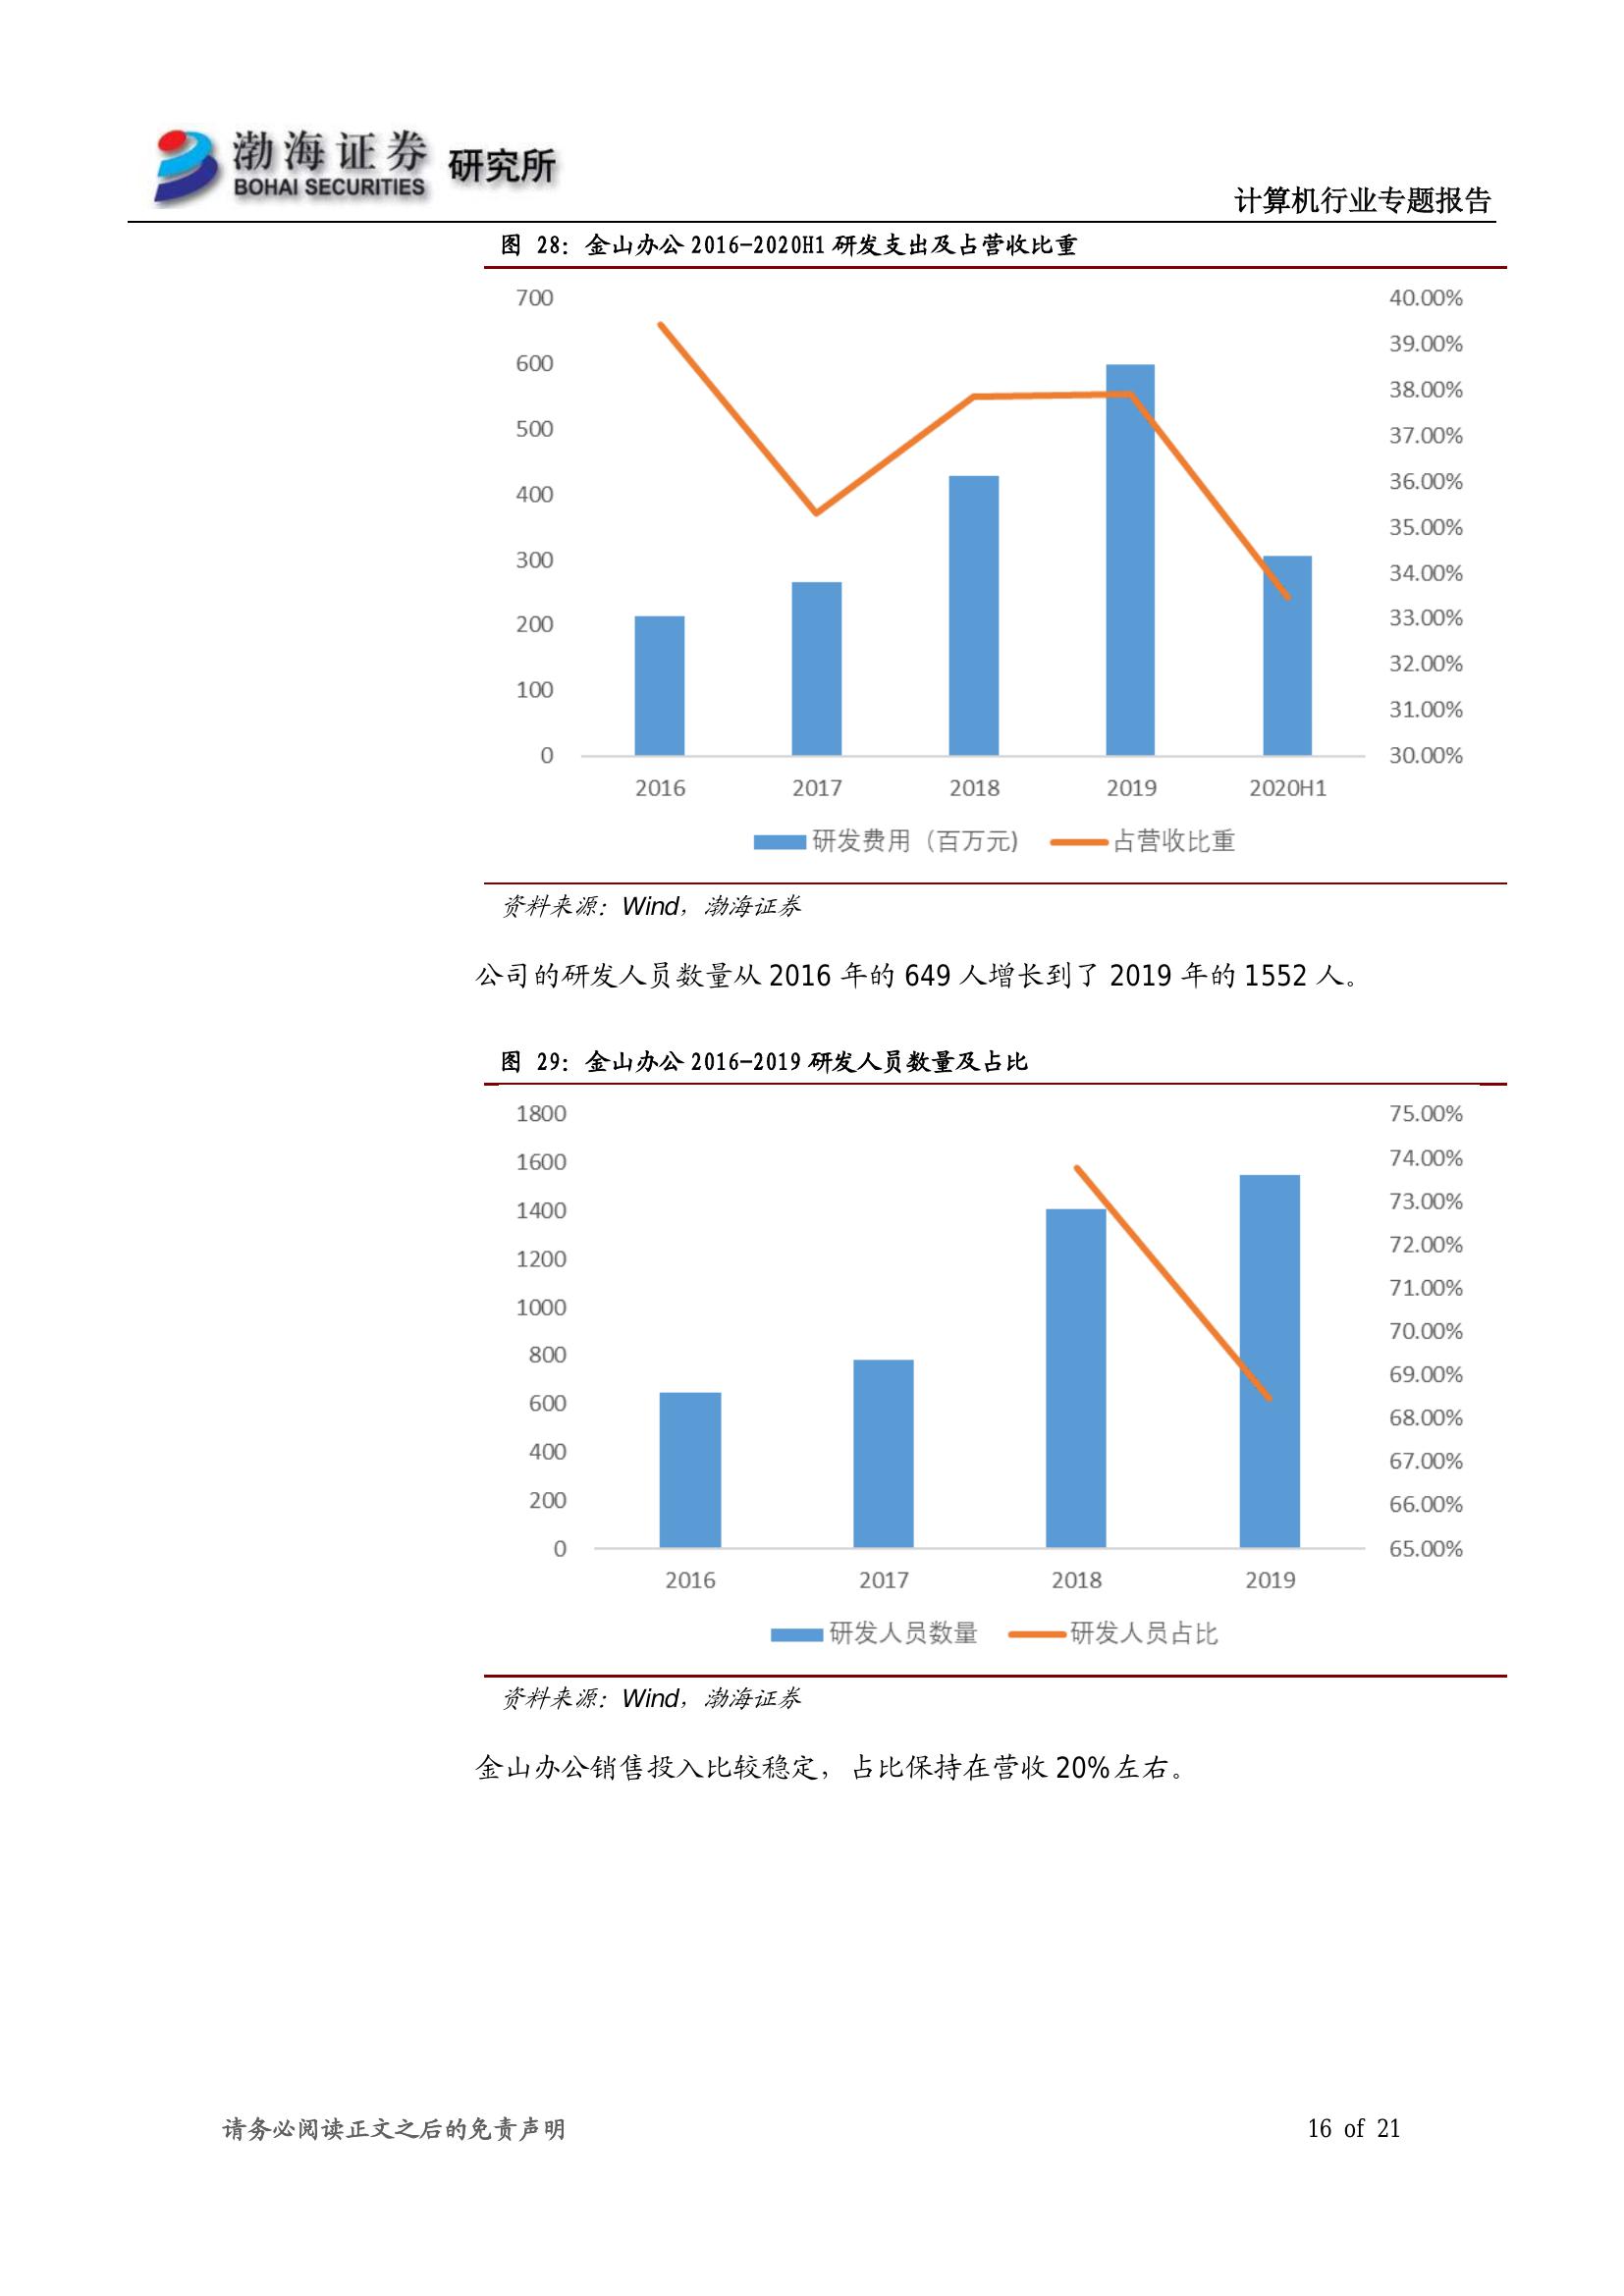 渤海证券 研究所
BOHAI SECURITIES
计算机行业专题报告
图 28：金山办公 2016-2020H1 研发支出及占营收比重
700
600
500
400
300
200
100
0
40.00%
39.00%
38.00%
37.00%
36.00%
35.00%
34.00%
33.00%
32.00%
31.00%
30.00%
2016 2017 2018 2019 2020H1
研发费用（百万元) 占营收比重
资料来源：Wind，渤海证券
公司的研发人员数量从 2016 年的 649 人增长到了 2019 年的 1552 人。
图 29：金山办公 2016-2019 研发人员数量及占比
1800
1600
1400
1200
1000
800
600
400
200
0
75.00%
74.00%
73.00%
72.00%
71.00%
70.00%
69.00%
68.00%
67.00%
66.00%
65.00%
2016 2017 2018 2019
研发人员数量 研发人员占比
资料来源：Wind，渤海证券
金山办公销售投入比较稳定，占比保持在营收 20%左右。
请务必阅读正文之后的免责声明
16 of 21